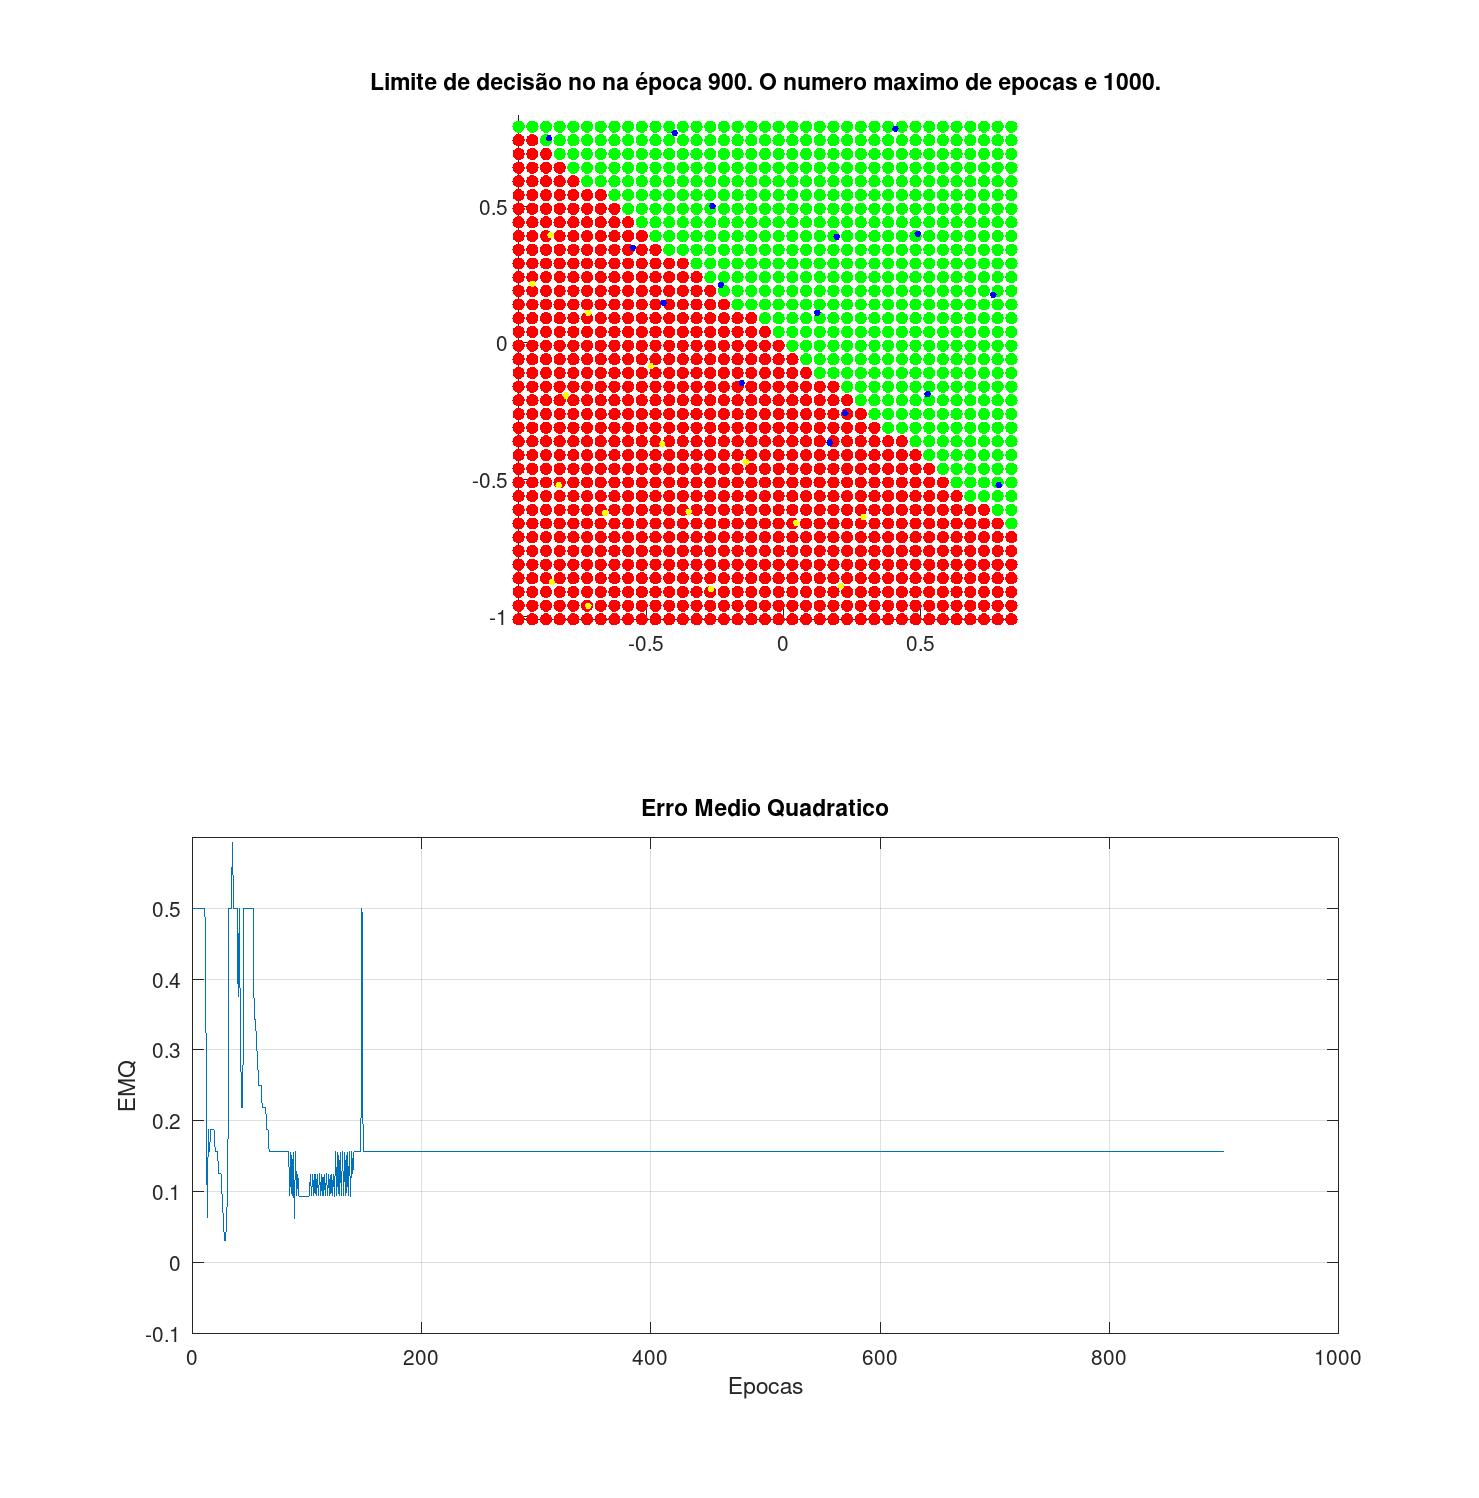 Limite de decisão no na época 900. O numero maximo de epocas e 1000.
0.5
0
-0.5
-1
-0.5 0 0.5
Erro Medio Quadratico
0.5
0.4
0.3
0.2
0.1
0
-0.1
EMQ
0 200 400 600 800 1000
Epocas